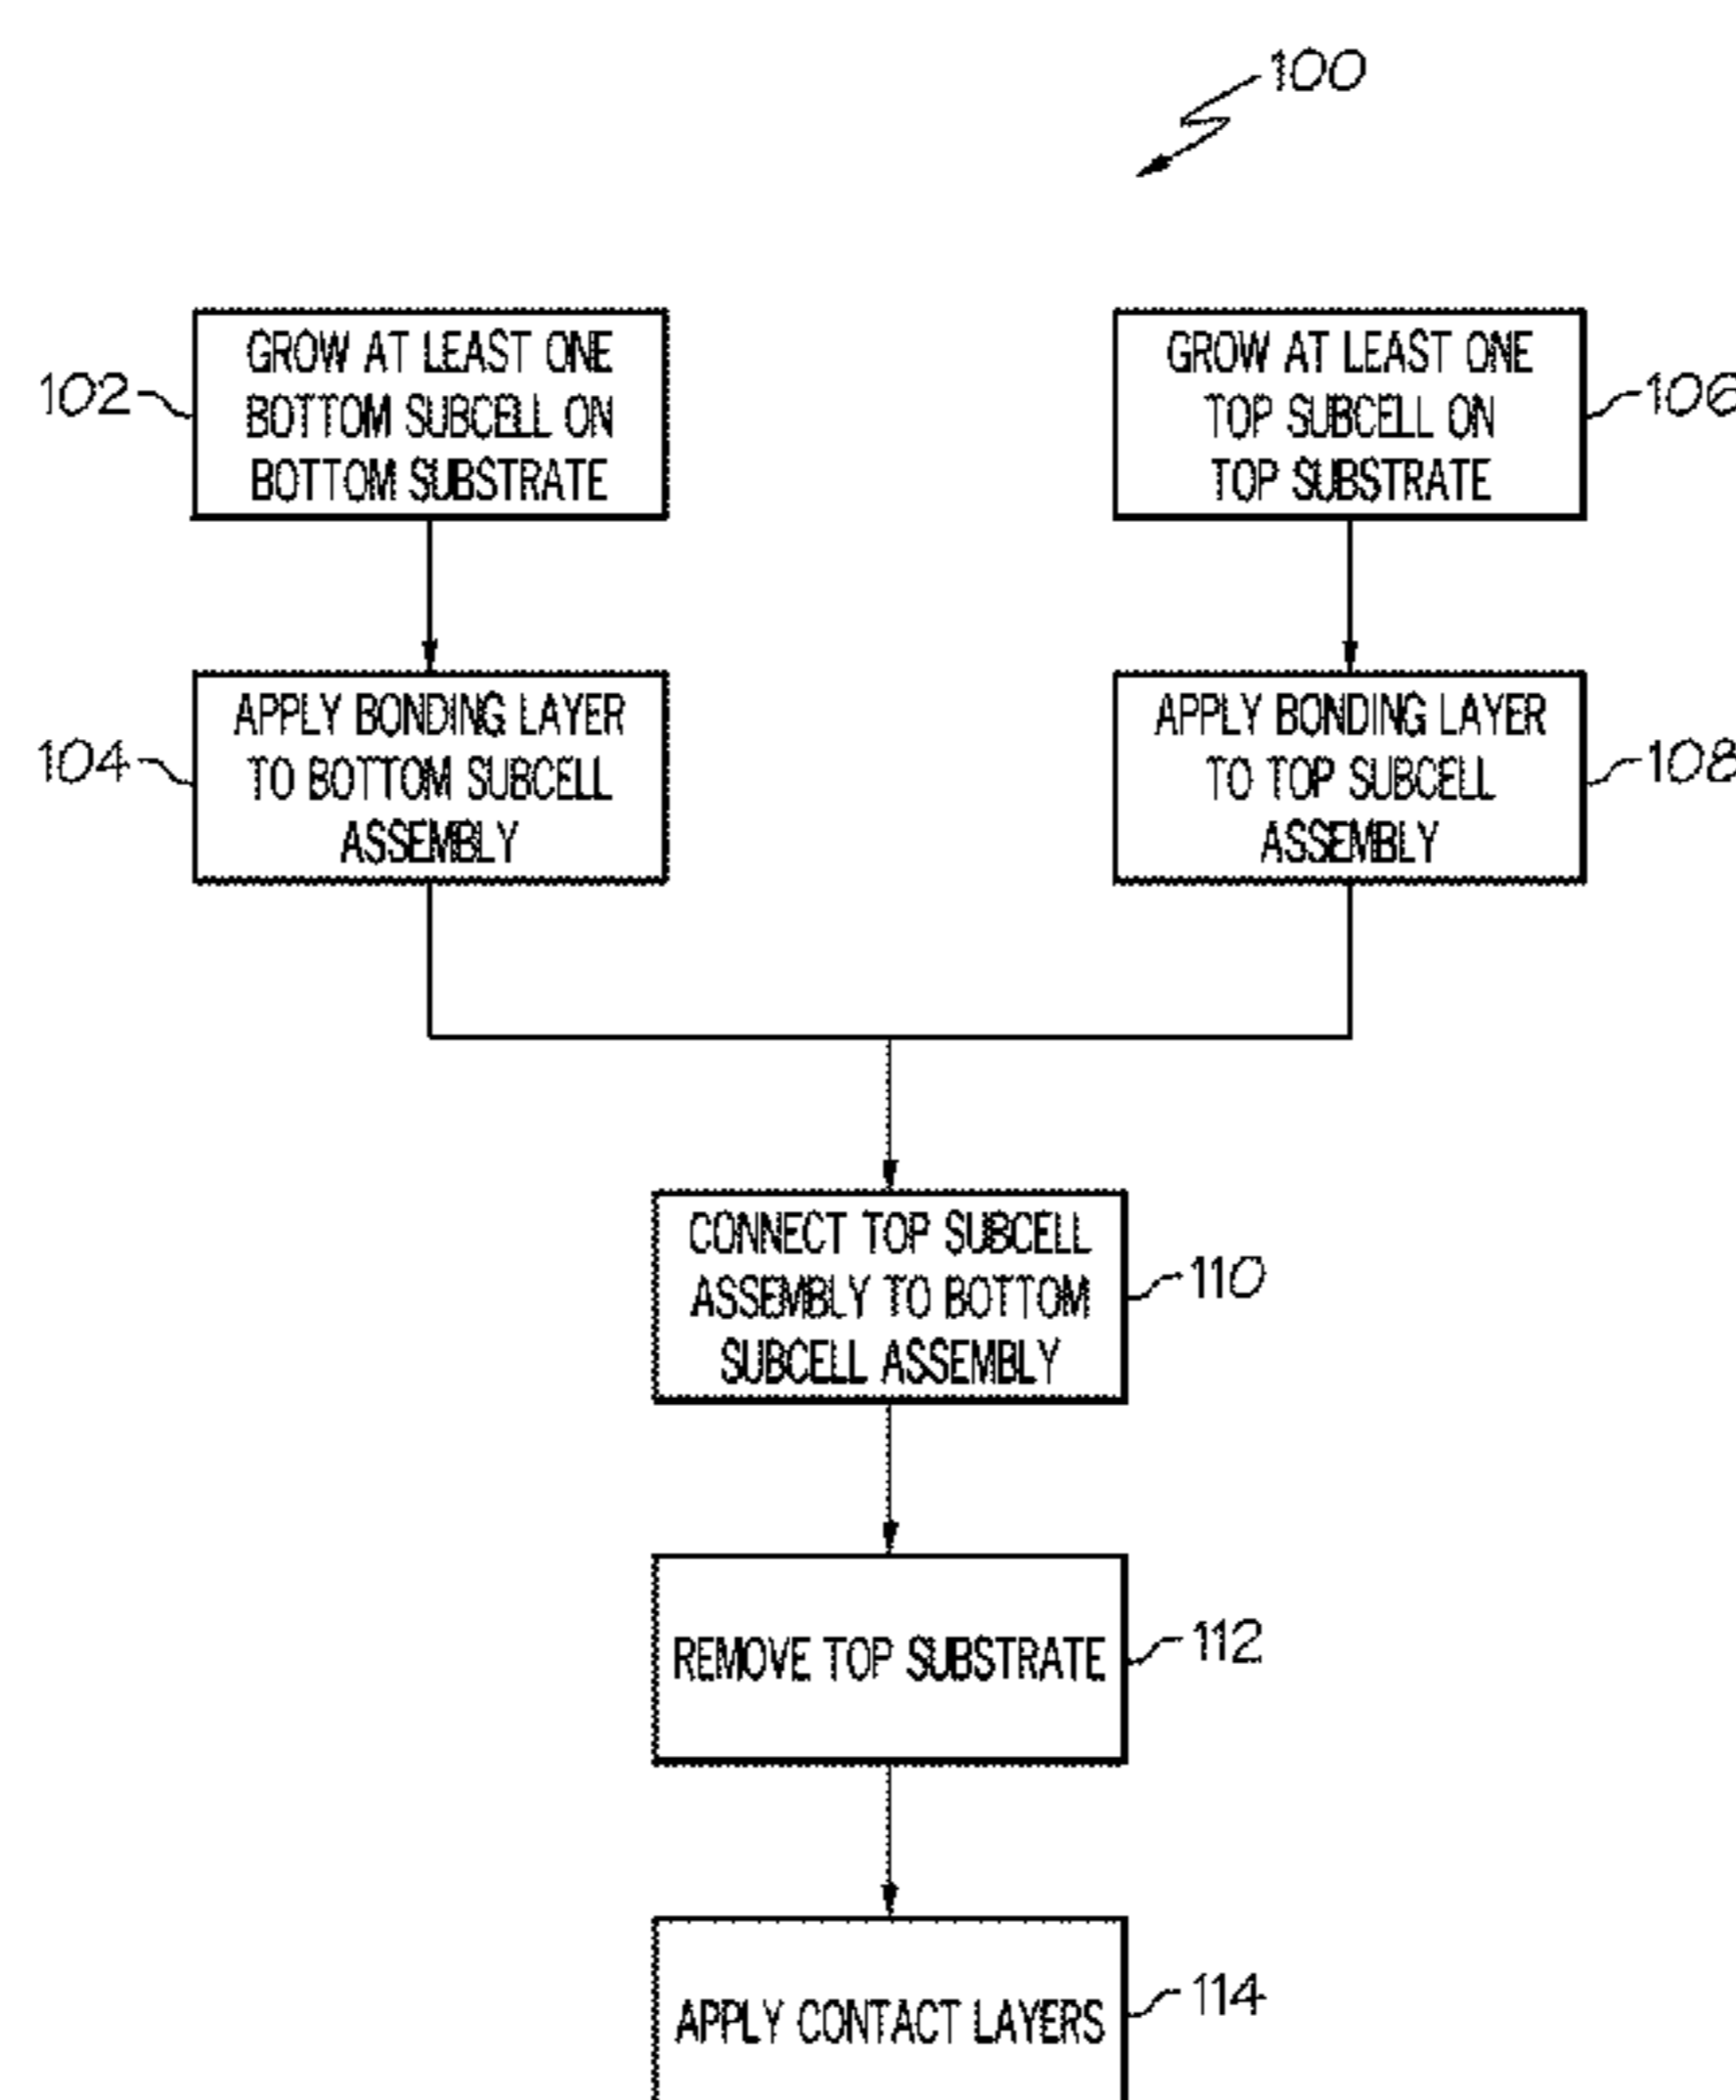 100
102
GROW AT LEAST ONE
BOTTOM SUBCELL ON
BOTTOM SUBSTRATE
GROW AT LEAST ONE
TOP SUBCELL ON
TOP SUBSTRATE
106
104
APPLY BONDING LAYER
TO BOTTOM SUBCELL
ASSEMBLY
APPLY BONDING LAYER
TO TOP SUBCELL
ASSEMBLY
108
CONNECT TOP SUBCELL
ASSEMBLY TO BOTTOM
SUBCELL ASSEMBLY
110
REMOVE TOP SUBSTRATE
112
APPLY CONTACT LAYERS
114